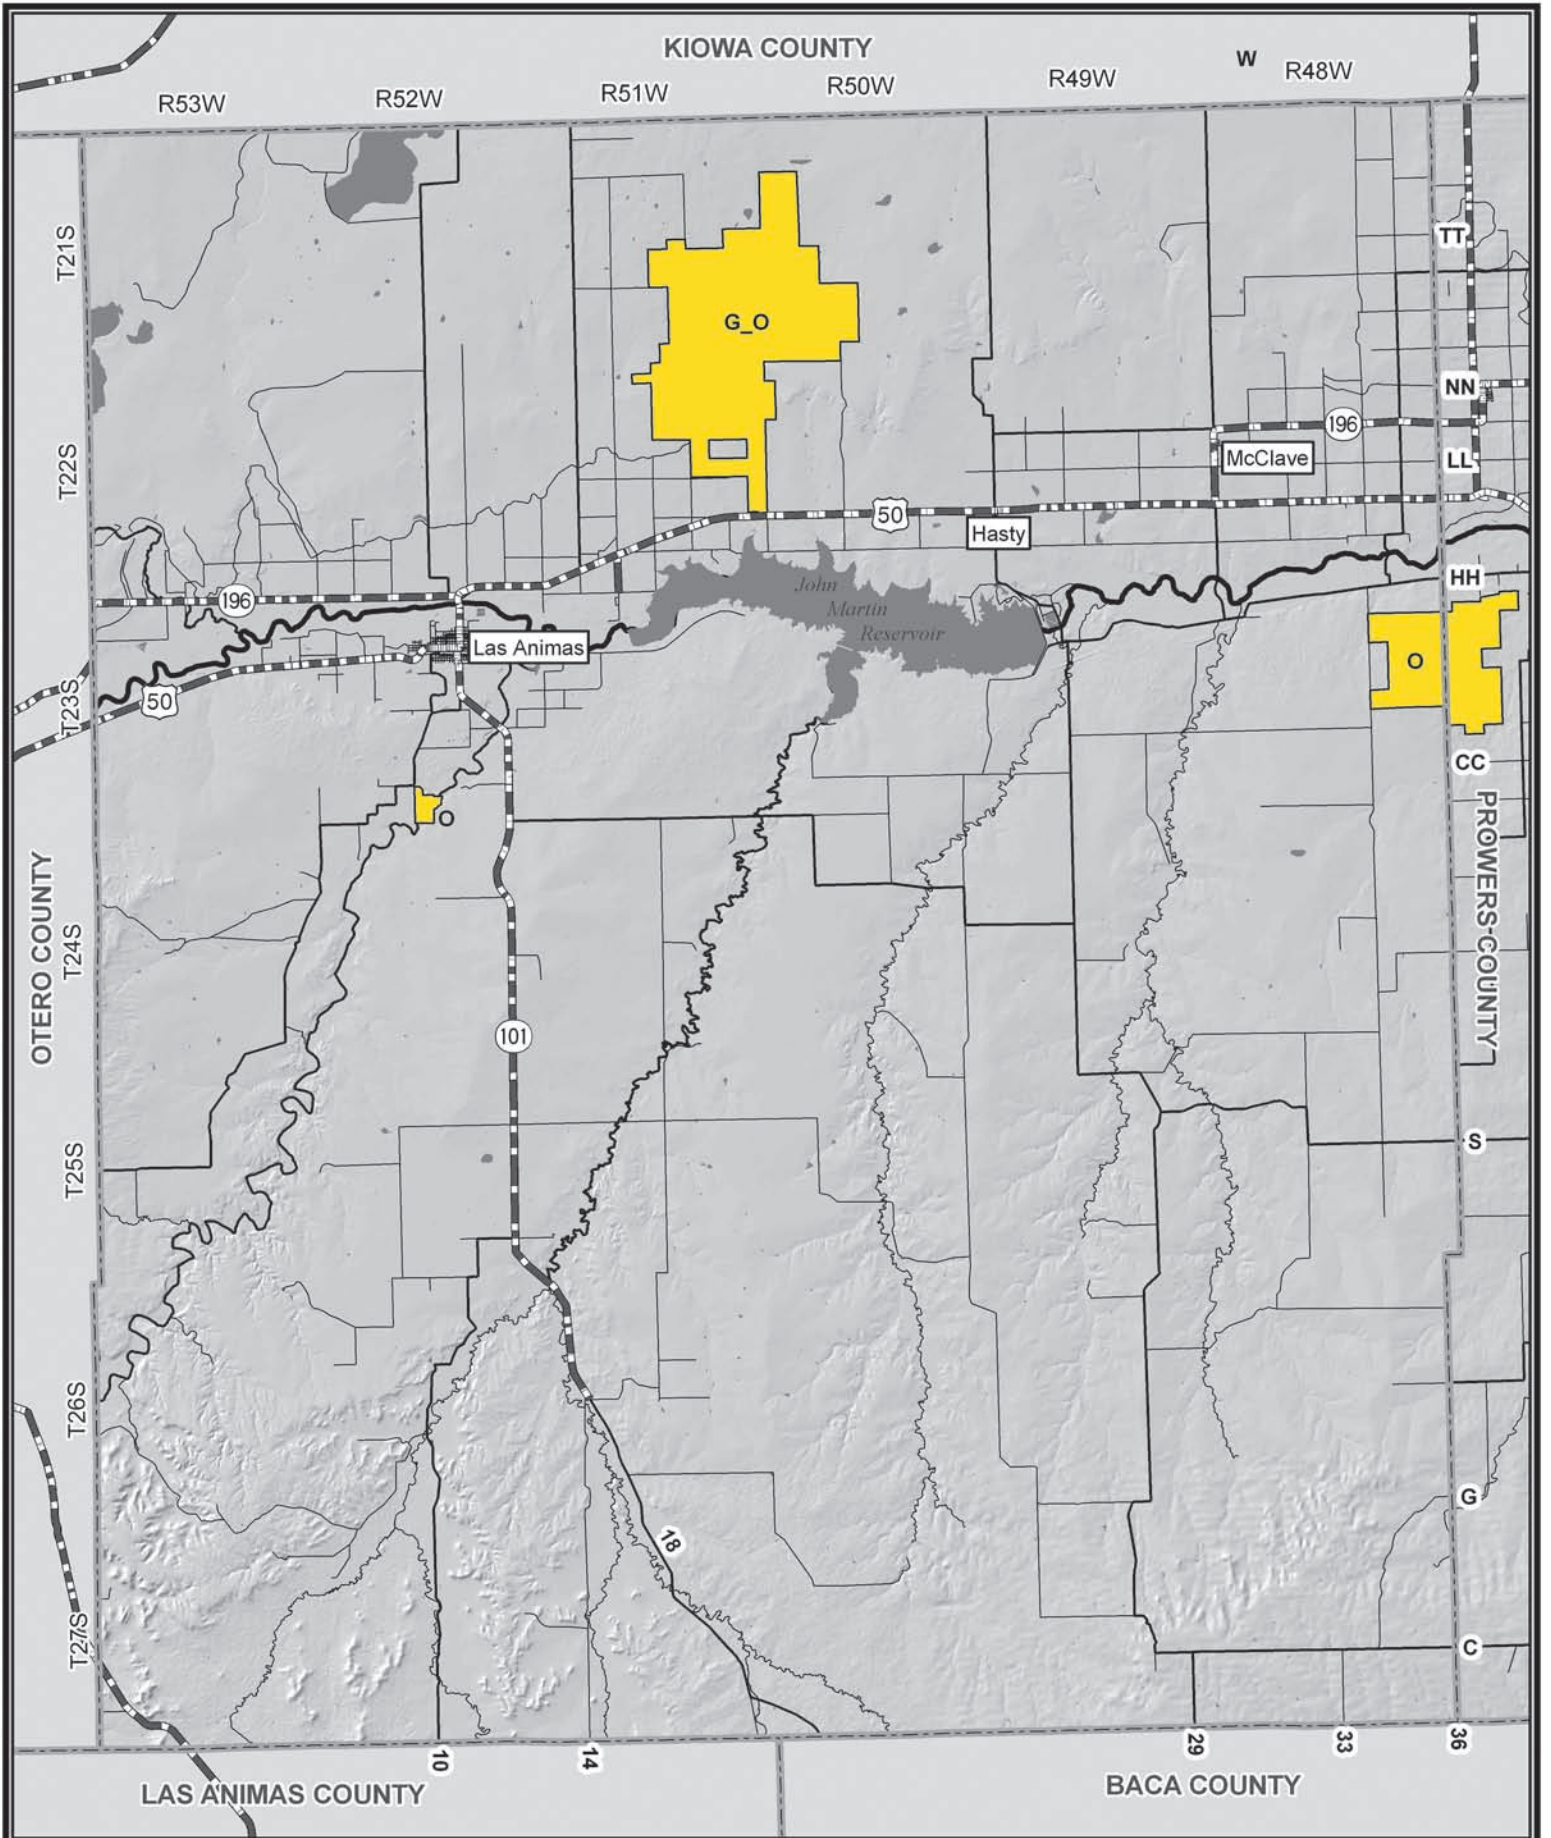 KIOWA COUNTY
W
R53W
R52W
R51W
R50W
R49W
R48W
T21S
TT
G_O
NN
196
McClave
LL
T22S
50
Hasty
HH
John
Martin
Reservoir
196
Las Animas
O
50
T23S
CC
O
PROWERS COUNTY
OTERO COUNTY
T24S
101
T25S
S
T26S
G
18
T27S
C
10
14
29
33
36
LAS ANIMAS COUNTY
BACA COUNTY